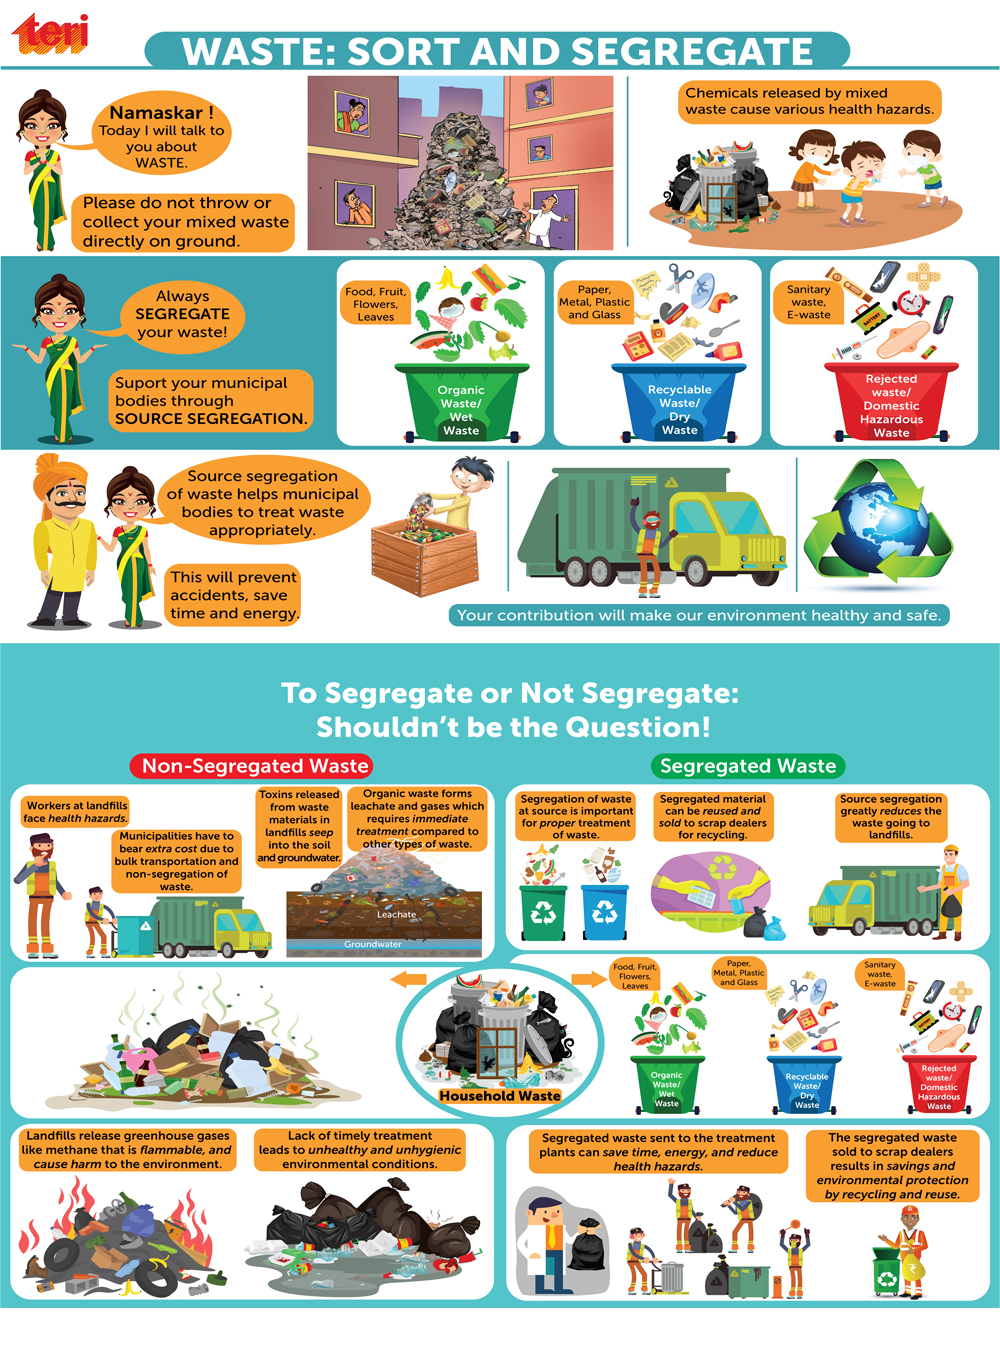 teri
WASTE: SORT AND SEGREGATE
Namaskar !
Today I will talk to
you about
WASTE.
Please do not throw or
collect your mixed waste
directly on ground.
Chemicals released by mixed
waste cause various health hazards.
Always
SEGREGATE
your waste!
Suport your municipal
bodies through
SOURCE SEGREGATION.
Food, Fruit,
Flowers,
Leaves
Organic
Waste/
Wet
Waste
Paper,
Metal, Plastic
and Glass
Recyclable
Waste/
Dry
Waste
Sanitary
waste,
E-waste
BATTERY
Rejected
waste/
Domestic
Hazardous
Waste
Source segregation
of waste helps municipal
bodies to treat waste
appropriately.
This will prevent
accidents, save
time and energy.
Your contribution will make our environment healthy and safe.
To Segregate or Not Segregate:
Shouldn't be the Question!
Non-Segregated Waste
Workers at landfills
face health hazards.
Municipalities have to
bear extra cost due to
bulk transportation and
non-segregation of
waste.
Toxins released
from waste
materials in
landfills seep
into the soil
and groundwater.
Organic waste forms
leachate and gases which
requires immediate
treatment compared to
other types of waste.
Leachate
Groundwater
Segregated Waste
Segregation of waste
at source is important
for proper treatment
of waste.
Segregated material
can be reused and
sold to scrap dealers
for recycling.
Source segregation
greatly reduces the
waste going to
landfills.
Household Waste
Food, Fruit,
Flowers,
Leaves
Organic
Waste/
Wet
Waste
Paper,
Metal, Plastic
and Glass
Recyclable
Waste/
Dry
Waste
Sanitary
waste,
E-waste
Rejected
waste/
Domestic
Hazardous
Waste
Landfills release greenhouse gases
like methane that is flammable, and
cause harm to the environment.
Lack of timely treatment
leads to unhealthy and unhygienic
environmental conditions.
Segregated waste sent to the treatment
plants can save time, energy, and reduce
health hazards.
The segregated waste
sold to scrap dealers
results in savings and
environmental protection
by recycling and reuse.